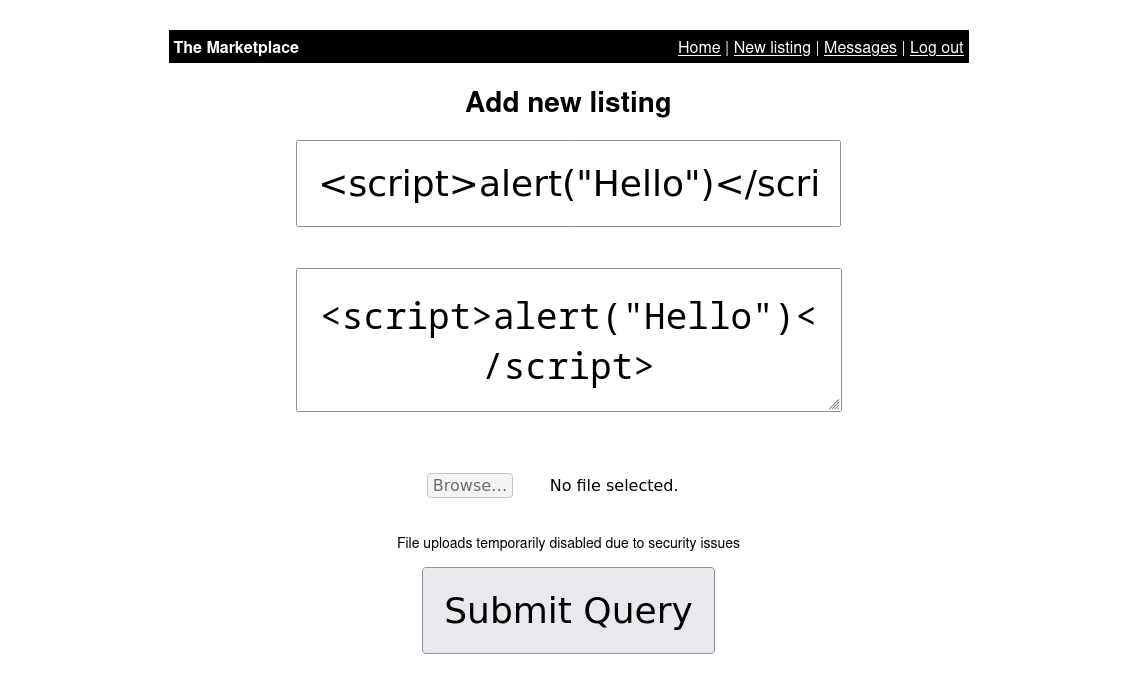 The Marketplace
Home | New listing | Messages | Log out
Add new listing
<script>alert("Hello")</scri
<script>alert("Hello")<
/script>
Browse... No file selected.
File uploads temporarily disabled due to security issues
Submit Query